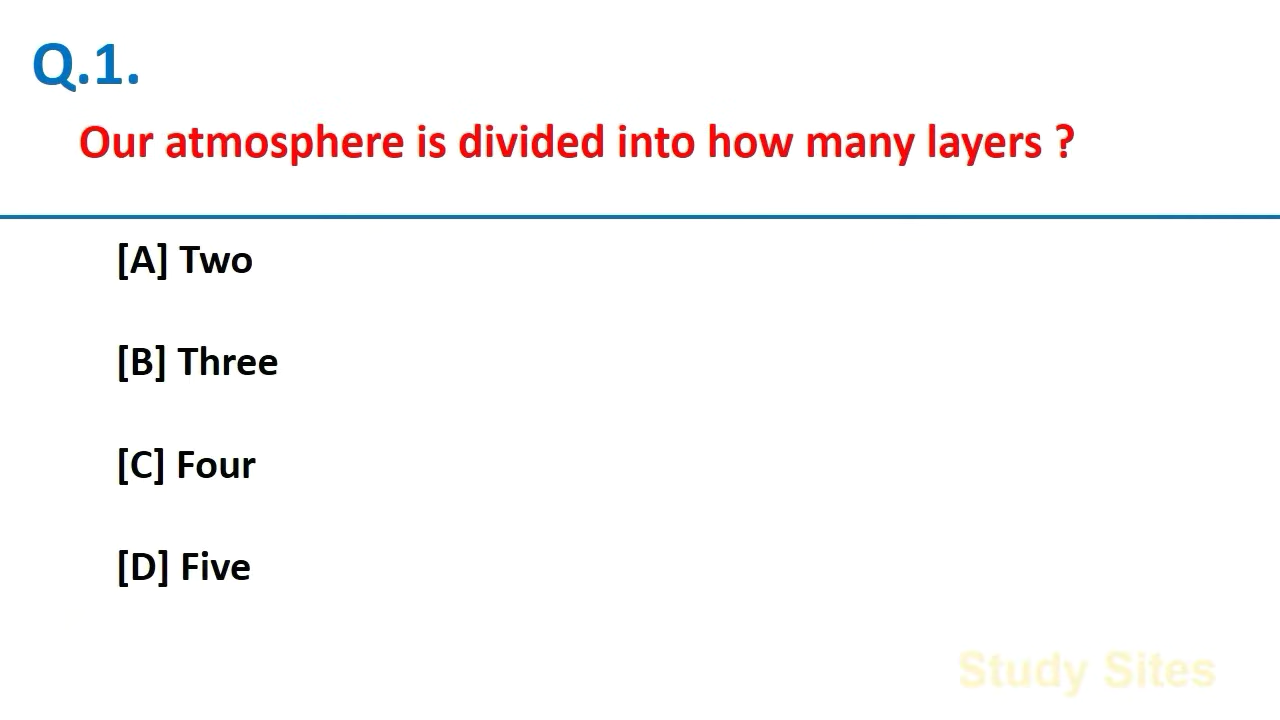 Q.1.
Our atmosphere is divided into how many layers ?
[A] Two
[B] Three
[C] Four
[D] Five
Study Sites